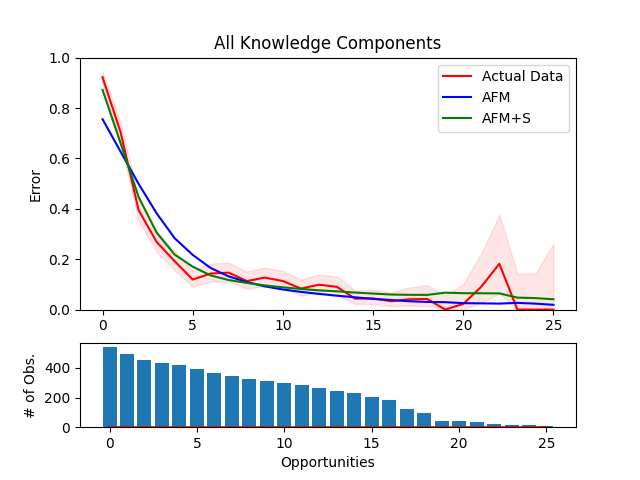 All Knowledge Components
Actual Data
AFM
AFM+S
Error
1.0
0.8
0.6
0.4
0.2
0.0
0 5 10 15 20 25
# of Obs.
400
200
0
0 5 10 15 20 25
Opportunities